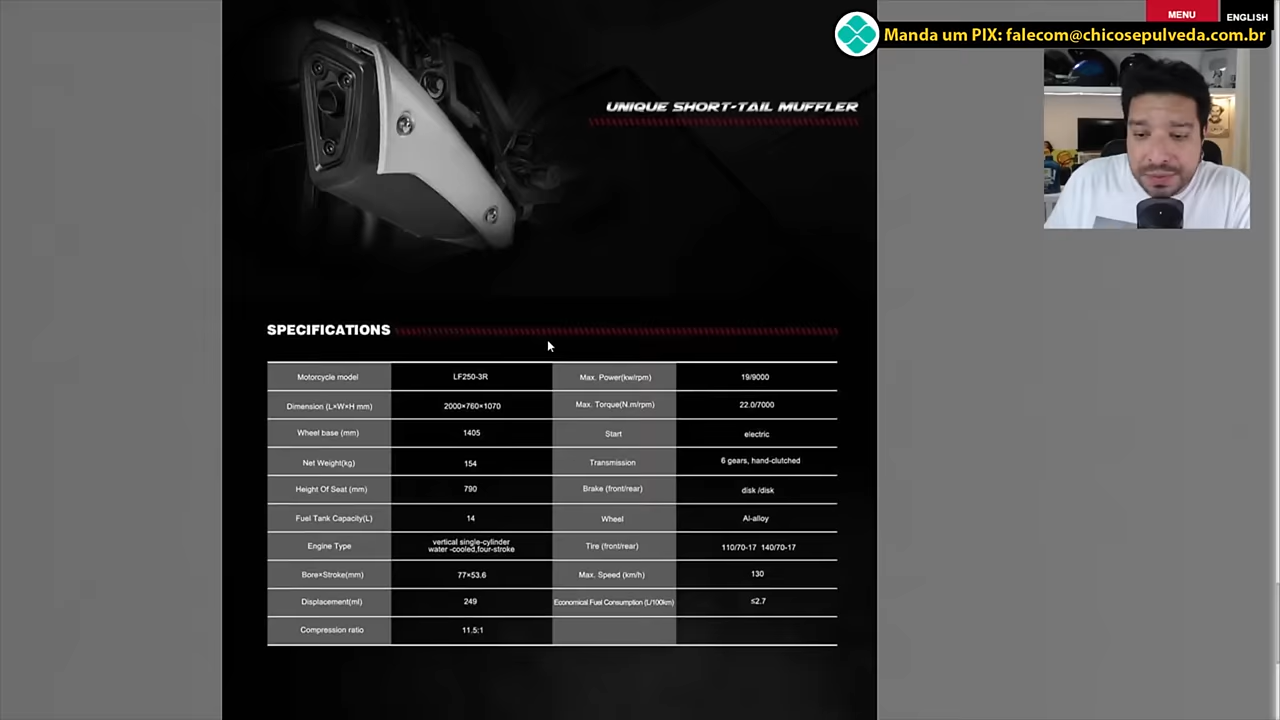 MENU
ENGLISH
Manda um PIX: falecom@chicosepulveda.com.br
UNIQUE SHORT-TAIL MUFFLER
SPECIFICATIONS
Motorcycle model LF250-3R Max. Power(kw/rpm) 19/9000
Dimension (L×W×H mm) 2000×760×1070 Max. Torque(N.m/rpm) 22.0/7000
Wheel base (mm) 1405 Start electric
Net Weight(kg) 154 Transmission 6 gears, hand-clutched
Height Of Seat (mm) 790 Brake (front/rear) disk /disk
Fuel Tank Capacity(L) 14 Wheel Al-alloy
Engine Type vertical single-cylinder water -cooled,four-stroke Tire (front/rear) 110/70-17 140/70-17
Bore×Stroke(mm) 77×53.6 Max. Speed (km/h) 130
Displacement(ml) 249 Economical Fuel Consumption (L/100km) ≤2.7
Compression ratio 11.5:1